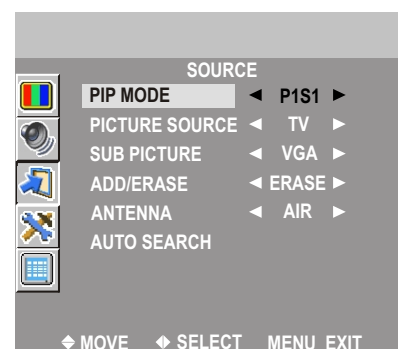 SOURCE
PIP MODE ◄ P1S1 ►
PICTURE SOURCE ◄ TV ►
SUB PICTURE ◄ VGA ►
ADD/ERASE ◄ ERASE ►
ANTENNA ◄ AIR ►
AUTO SEARCH
MOVE SELECT MENU EXIT